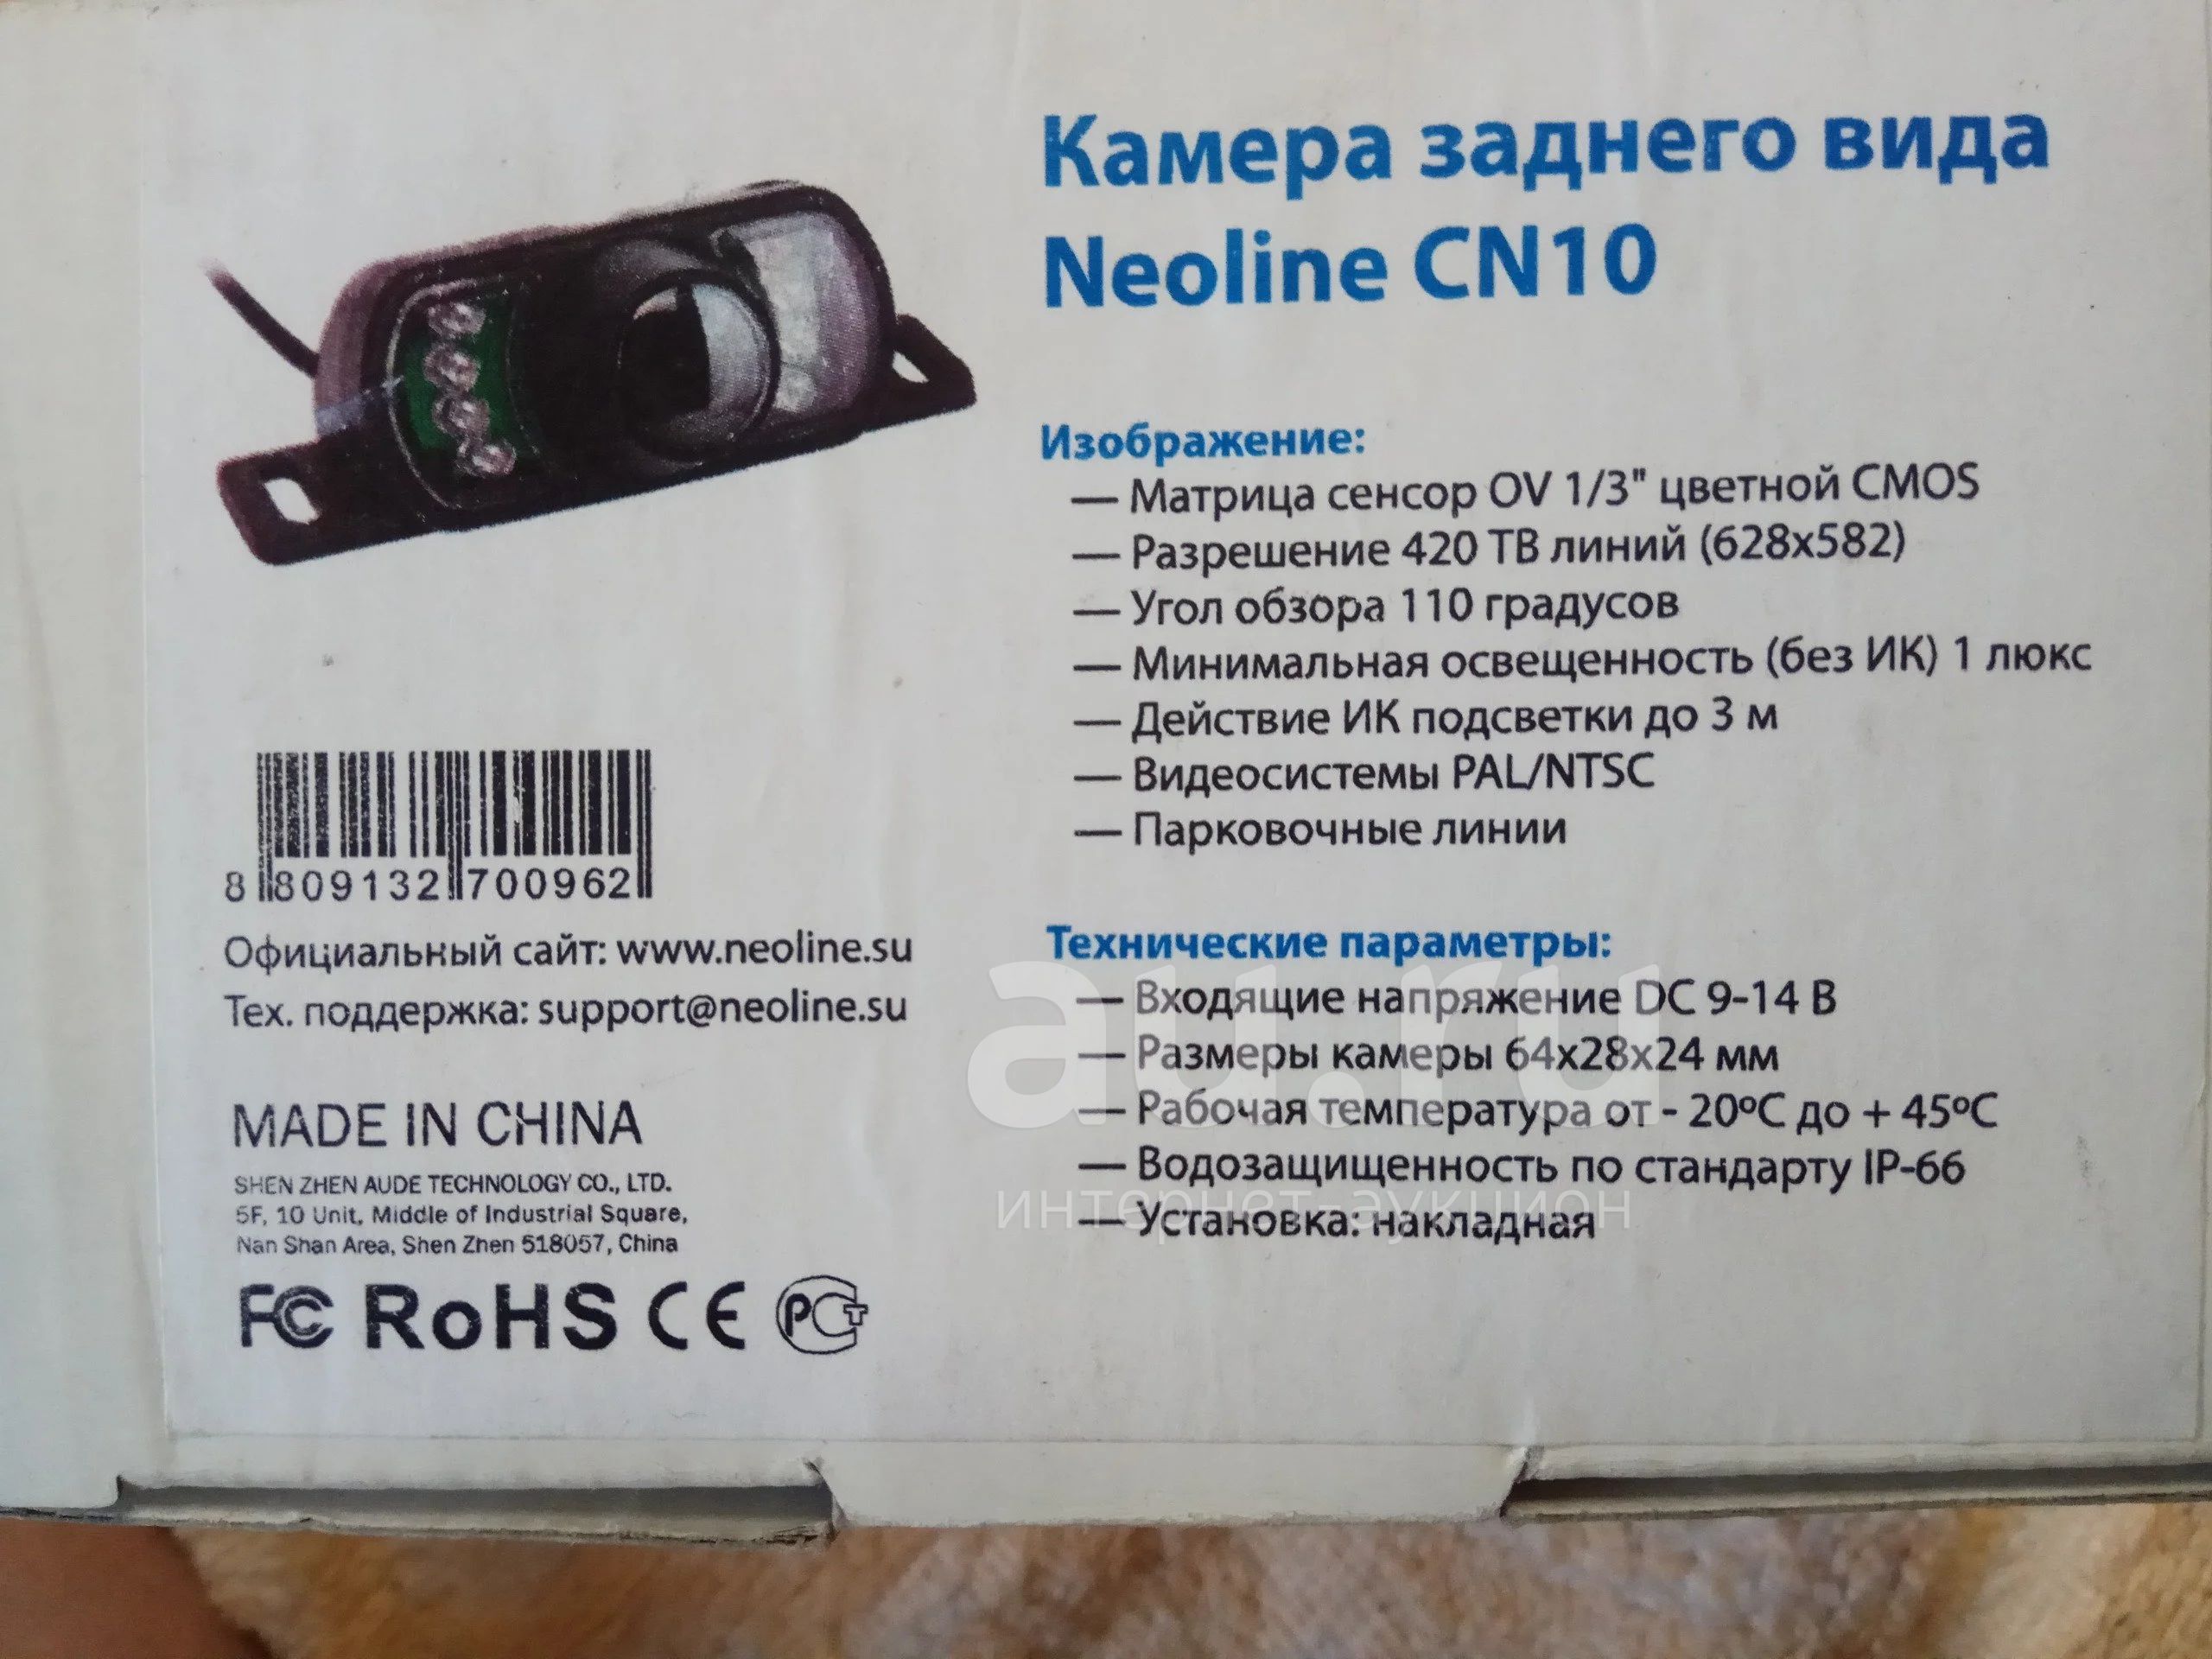 Камера заднего вида
Neoline CN10
Изображение:
— Матрица сенсор OV 1/3" цветной CMOS
— Разрешение 420 ТВ линий (628x582)
— Угол обзора 110 градусов
— Минимальная освещенность (без ИК) 1 люкс
— Действие ИК подсветки до 3 м
— Видеосистемы PAL/NTSC
— Парковочные линии
Технические параметры:
— Входящие напряжение DC 9-14 В
— Размеры камеры 64x28x24 мм
— Рабочая температура от - 20ºС до + 45ºС
— Водозащищенность по стандарту IP-66
— Установка: накладная
8 809132 700962
Официальный сайт: www.neoline.su
Тех. поддержка: support@neoline.su
MADE IN CHINA
SHEN ZHEN AUDE TECHNOLOGY CO., LTD.
5F, 10 Unit, Middle of Industrial Square,
Nan Shan Area, Shen Zhen 518057, China
FC RoHS CE РСТ
au.ru
интернет-аукцион